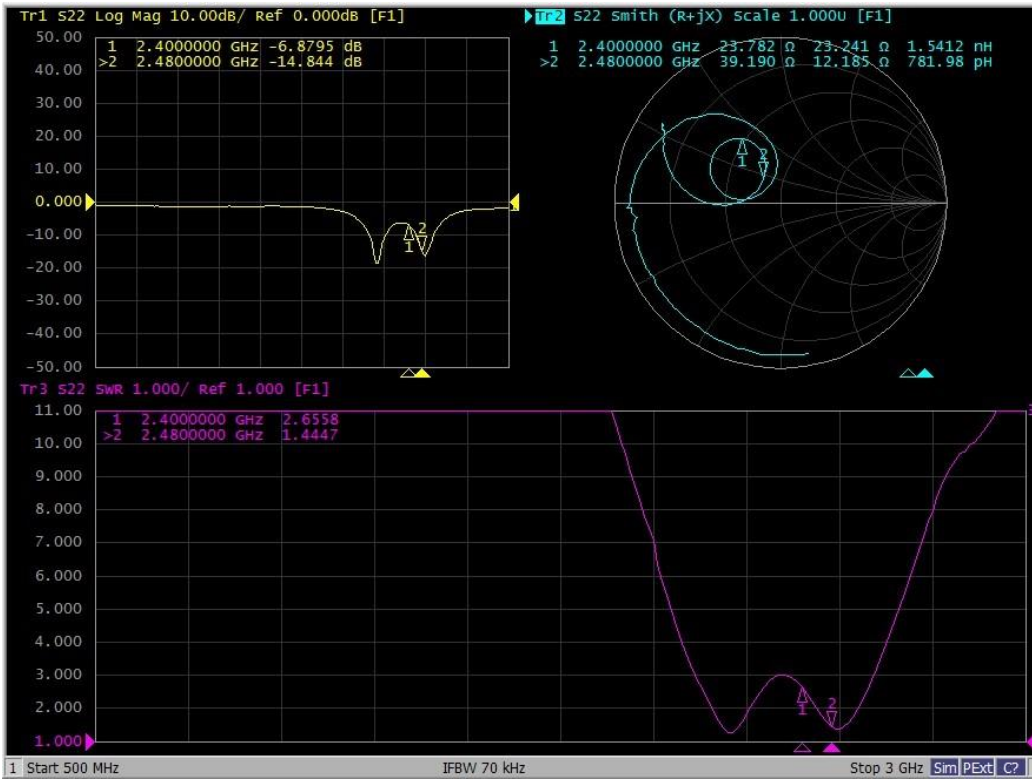 Tr1 S22 Log Mag 10.00dB/ Ref 0.000dB [F1]
50.00
1 2.4000000 GHz -6.8795 dB
>2 2.4800000 GHz -14.844 dB
40.00
30.00
20.00
10.00
0.000
-10.00
-20.00
-30.00
-40.00
-50.00
1
2
Tr2 S22 Smith (R+jX) Scale 1.000U [F1]
1 2.4000000 GHz 23.782 Ω 23.241 Ω 1.5412 nH
>2 2.4800000 GHz 39.190 Ω 12.185 Ω 781.98 pH
1
2
Tr3 S22 SWR 1.000/ Ref 1.000 [F1]
11.00
1 2.4000000 GHz 2.6558
>2 2.4800000 GHz 1.4447
10.00
9.000
8.000
7.000
6.000
5.000
4.000
3.000
2.000
1.000
1
2
1 Start 500 MHz IFBW 70 kHz Stop 3 GHz Sim PExt C?